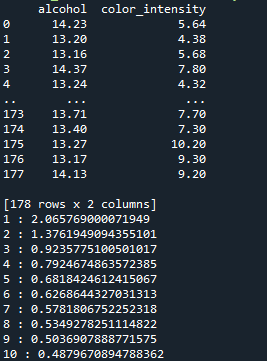 alcohol color_intensity
0 14.23 5.64
1 13.20 4.38
2 13.16 5.68
3 14.37 7.80
4 13.24 4.32
.. ... ...
173 13.71 7.70
174 13.40 7.30
175 13.27 10.20
176 13.17 9.30
177 14.13 9.20
[178 rows x 2 columns]
1 : 2.065769000071949
2 : 1.3761949094355101
3 : 0.9235775100501017
4 : 0.7924674863572385
5 : 0.6818424612415067
6 : 0.6268644327031313
7 : 0.5781806752252318
8 : 0.5349278251114822
9 : 0.5036907888771575
10 : 0.4879670894788362